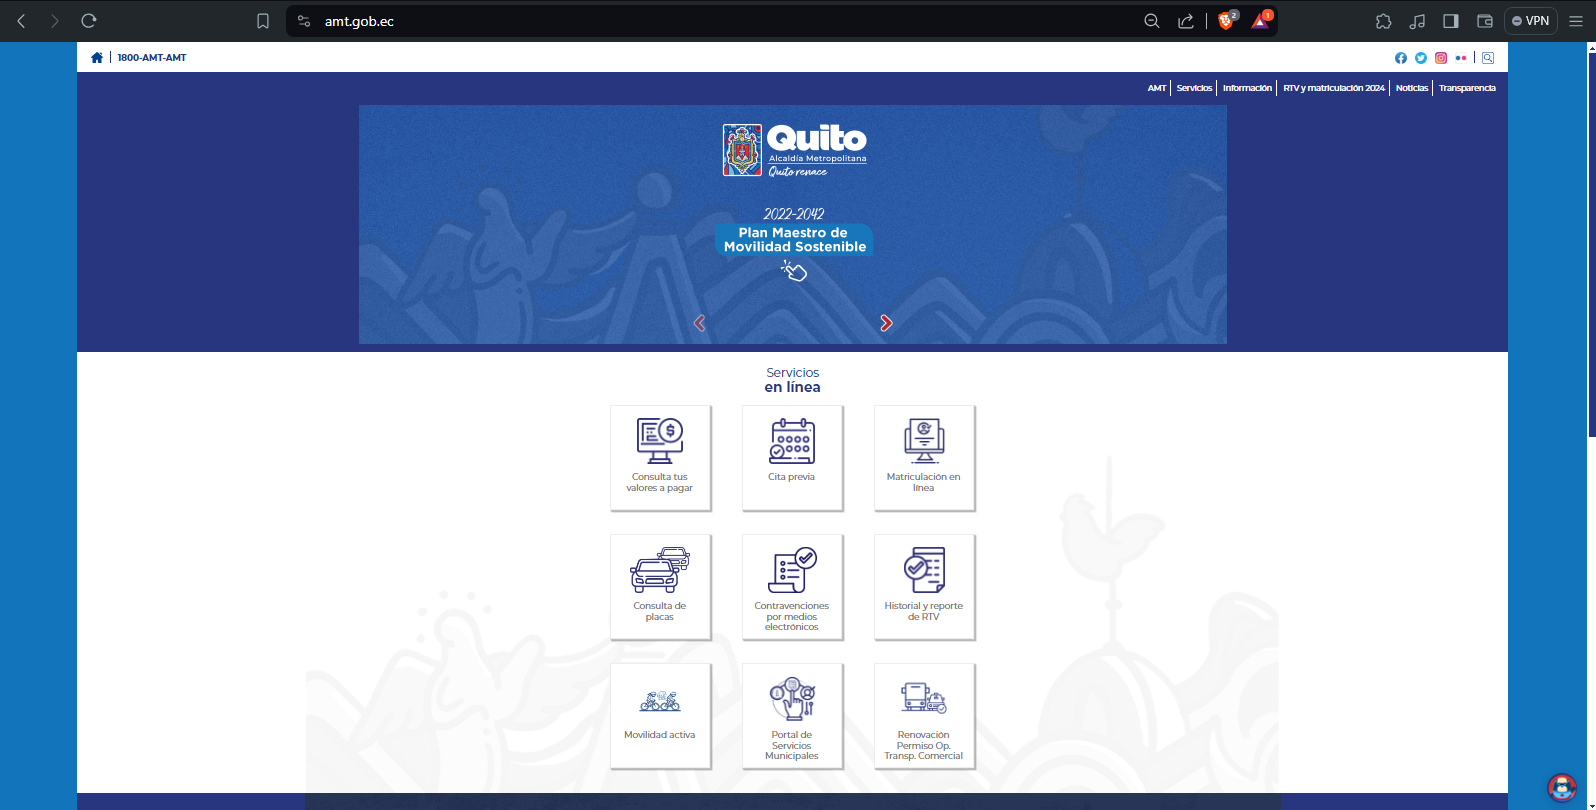 amt.gob.ec
2
1
VPN
1800-AMT-AMT
AMT
Servicios
Información
RTV y matriculación 2024
Noticias
Transparencia
Quito
Alcaldía Metropolitana
Quito renace
2022-2042
Plan Maestro de
Movilidad Sostenible
Servicios
en línea
Consulta tus
valores a pagar
Cita previa
Matriculación en
línea
Consulta de
placas
Contravenciones
por medios
electrónicos
Historial y reporte
de RTV
Movilidad activa
Portal de
Servicios
Municipales
Renovación
Permiso Op.
Transp. Comercial